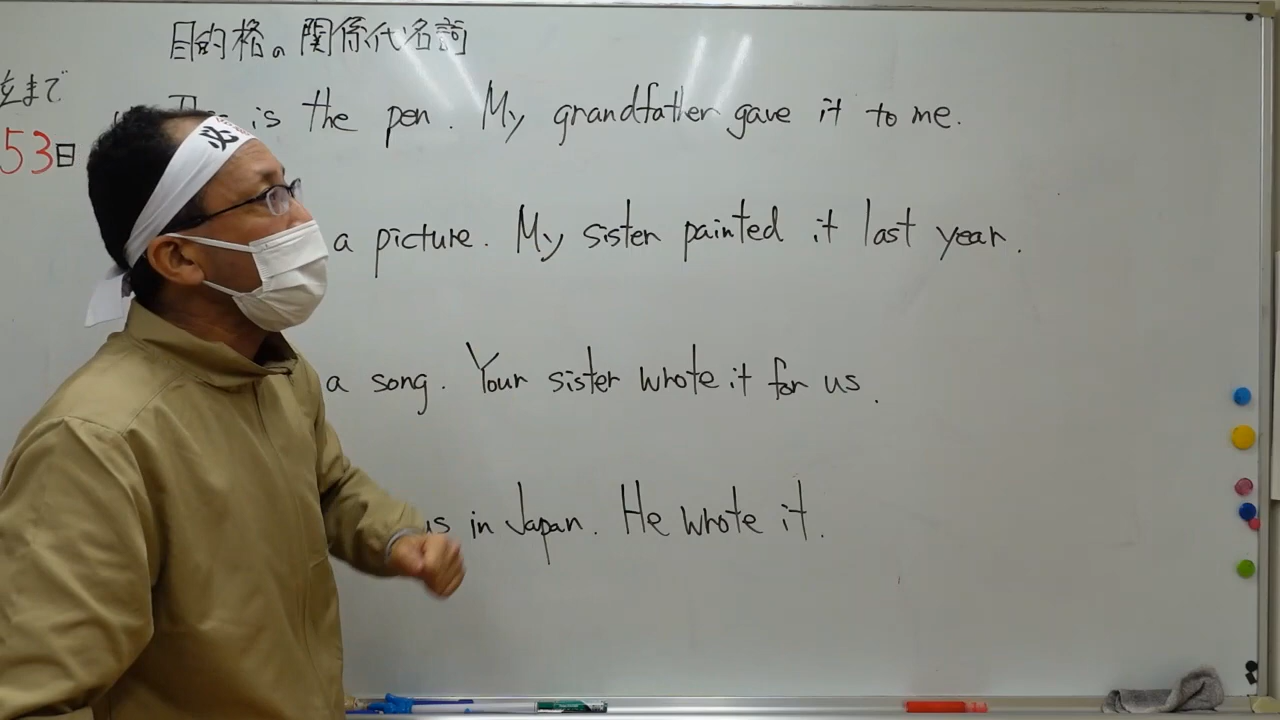 目的格の関係代名詞
まで
53日
is the pen. My grandfather gave it to me.
必
a picture. My sister painted it last year.
a song. Your sister wrote it for us.
in Japan. He wrote it.